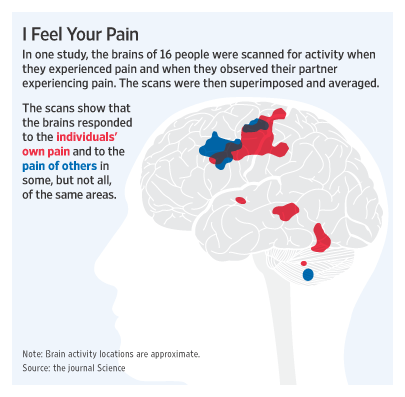 I Feel Your Pain
In one study, the brains of 16 people were scanned for activity when
they experienced pain and when they observed their partner
experiencing pain. The scans were then superimposed and averaged.
The scans show that
the brains responded
to the individuals’
own pain and to the
pain of others in
some, but not all,
of the same areas.
Note: Brain activity locations are approximate.
Source: the journal Science